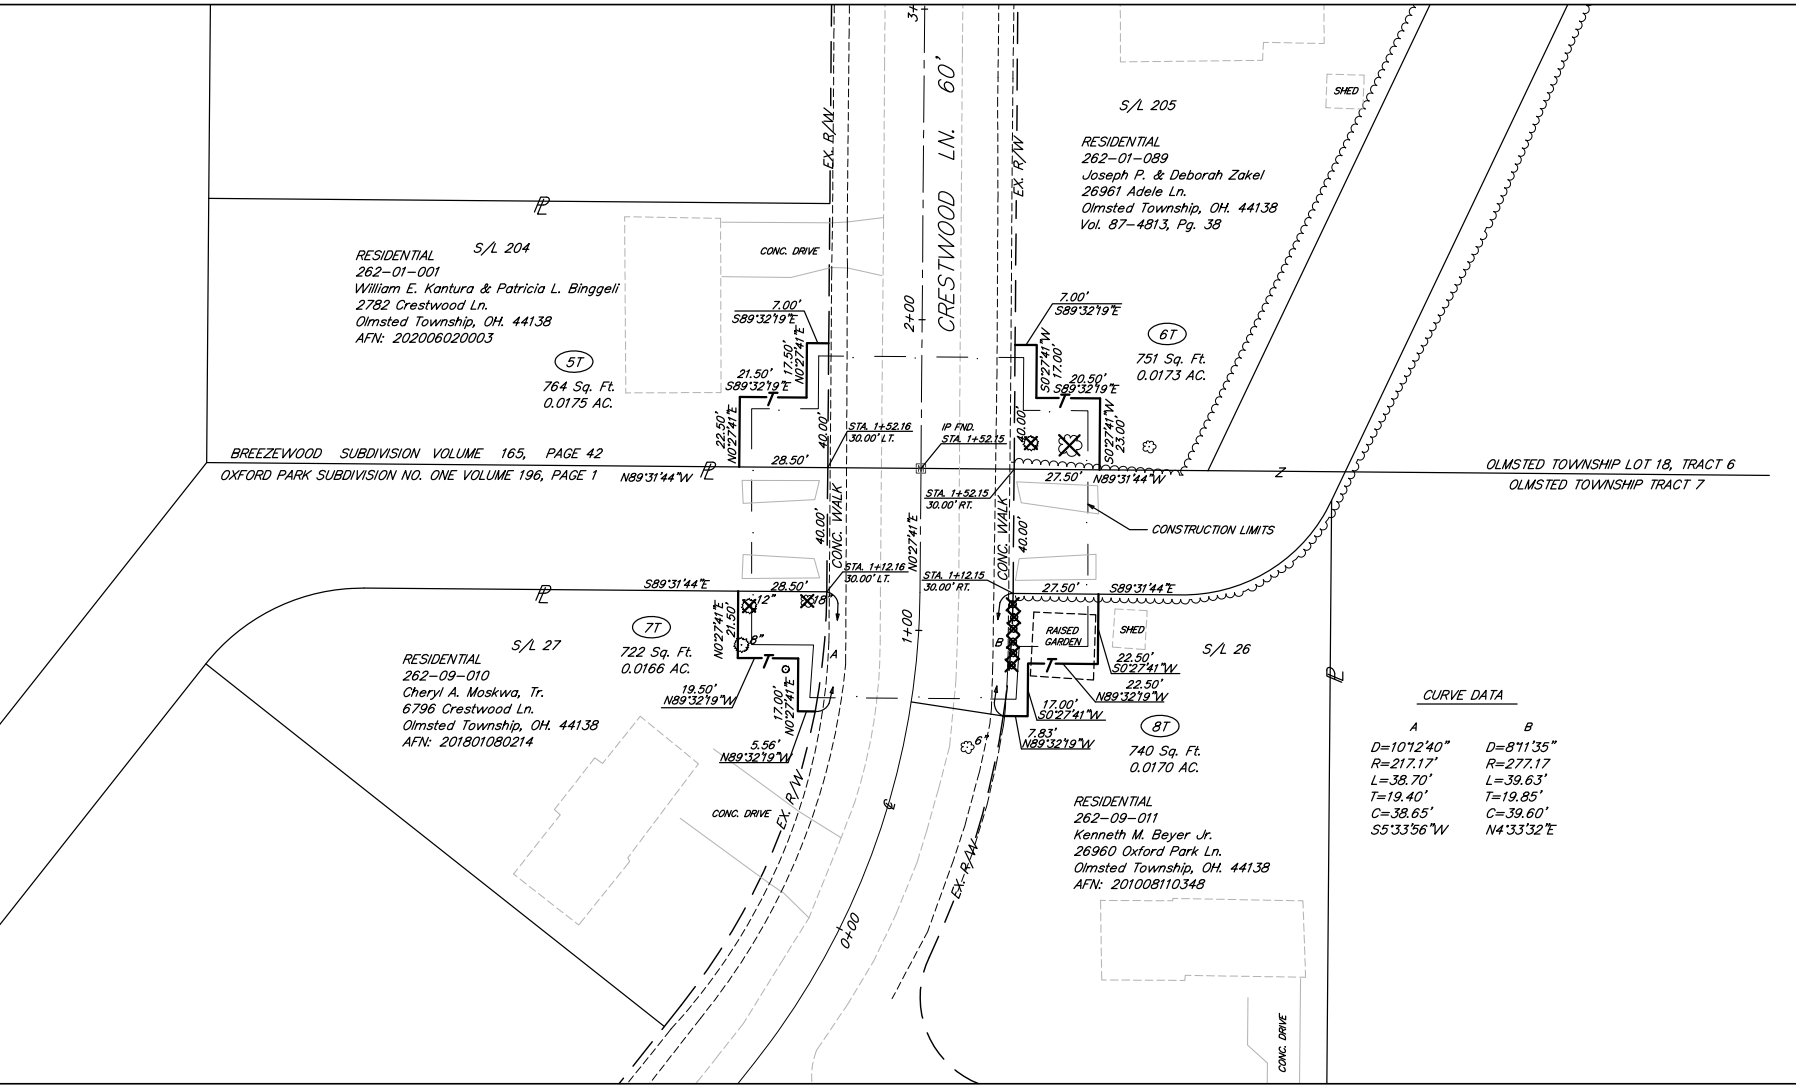 3+
EX. R/W
CRESTWOOD LN. 60'
EX. R/W
S/L 205
SHED
RESIDENTIAL
262-01-089
Joseph P. & Deborah Zakel
26961 Adele Ln.
Olmsted Township, OH. 44138
Vol. 87-4813, Pg. 38
PL
S/L 204
RESIDENTIAL
262-01-001
William E. Kantura & Patricia L. Binggeli
2782 Crestwood Ln.
Olmsted Township, OH. 44138
AFN: 202006020003
CONC. DRIVE
5T
764 Sq. Ft.
0.0175 AC.
7.00'
S89°32'19"E
17.50'
N0°27'41"E
21.50'
S89°32'19"E
T
22.50'
N0°27'41"E
40.00'
2+00
7.00'
S89°32'19"E
S0°27'41"W
17.00'
20.50'
S89°32'19"E
T
S0°27'41"W
23.00'
40.00'
6T
751 Sq. Ft.
0.0173 AC.
STA. 1+52.16
30.00' LT.
IP FND.
STA. 1+52.15
BREEZEWOOD SUBDIVISION VOLUME 165, PAGE 42
OXFORD PARK SUBDIVISION NO. ONE VOLUME 196, PAGE 1
N89°31'44"W
PL
28.50'
27.50'
N89°31'44"W
Z
OLMSTED TOWNSHIP LOT 18, TRACT 6
OLMSTED TOWNSHIP TRACT 7
STA. 1+52.15
30.00' RT.
40.00'
CONC. WALK
N0°27'41"E
CONC. WALK
40.00'
CONSTRUCTION LIMITS
STA. 1+12.16
30.00' LT.
STA. 1+12.15
30.00' RT.
PL
S89°31'44"E
28.50'
27.50'
S89°31'44"E
12"
18"
8"
N0°27'41"E
21.50'
7T
722 Sq. Ft.
0.0166 AC.
S/L 27
RESIDENTIAL
262-09-010
Cheryl A. Moskwa, Tr.
6796 Crestwood Ln.
Olmsted Township, OH. 44138
AFN: 201801080214
T
19.50'
N89°32'19"W
17.00'
N0°27'41"E
5.56'
N89°32'19"W
A
1+00
B
RAISED
GARDEN
SHED
S/L 26
T
22.50'
S0°27'41"W
22.50'
N89°32'19"W
17.00'
S0°27'41"W
7.83'
N89°32'19"W
6"
8T
740 Sq. Ft.
0.0170 AC.
RESIDENTIAL
262-09-011
Kenneth M. Beyer Jr.
26960 Oxford Park Ln.
Olmsted Township, OH. 44138
AFN: 201008110348
PL
CURVE DATA
A
D=10°12'40"
R=217.17'
L=38.70'
T=19.40'
C=38.65'
S5°33'56"W
B
D=8°11'35"
R=277.17
L=39.63'
T=19.85'
C=39.60'
N4°33'32"E
CONC. DRIVE
EX. R/W
CL
EX. R/W
0+00
CONC. DRIVE